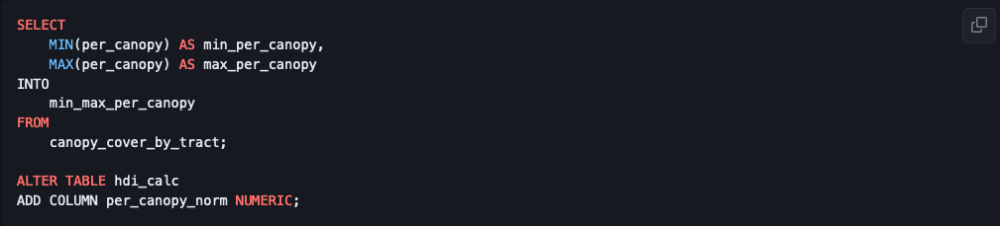 SELECT
    MIN(per_canopy) AS min_per_canopy,
    MAX(per_canopy) AS max_per_canopy
INTO
    min_max_per_canopy
FROM
    canopy_cover_by_tract;

ALTER TABLE hdi_calc
ADD COLUMN per_canopy_norm NUMERIC;